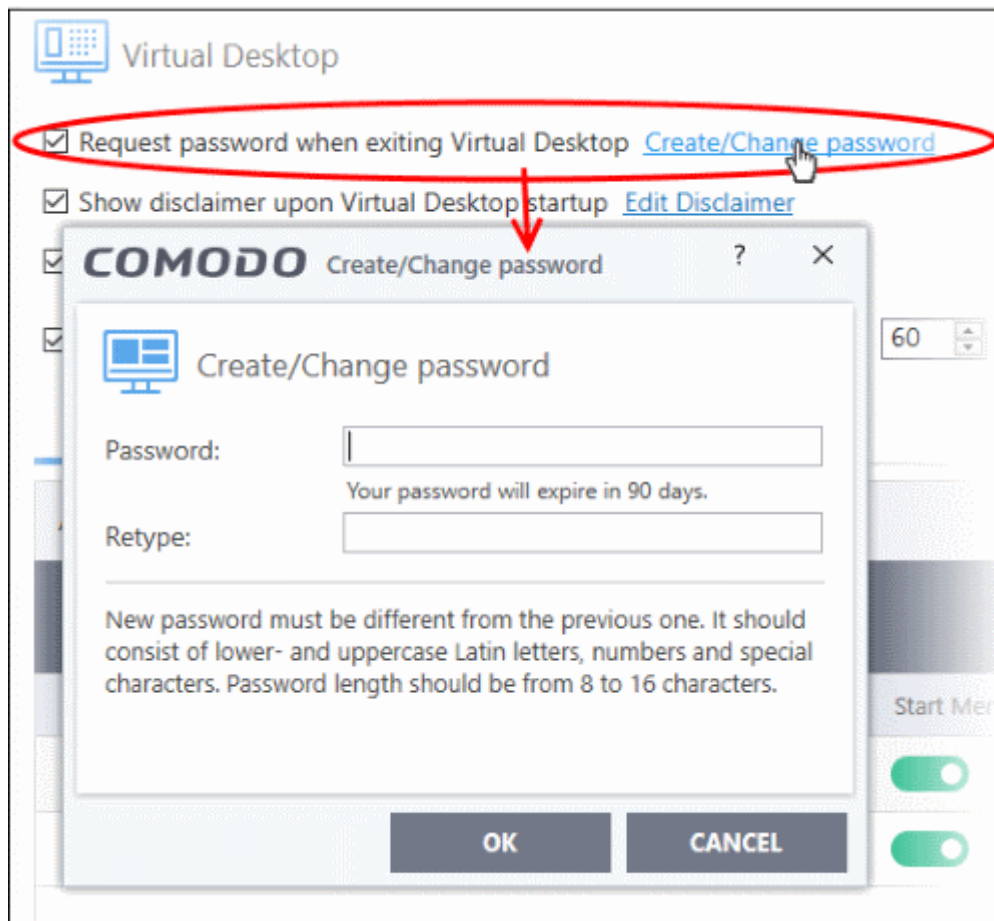 Virtual Desktop
Request password when exiting Virtual Desktop Create/Change password
Show disclaimer upon Virtual Desktop startup Edit Disclaimer
COMODO Create/Change password ?
60
Create/Change password
Password:
Your password will expire in 90 days.
Retype:
New password must be different from the previous one. It should
consist of lower- and uppercase Latin letters, numbers and special
characters. Password length should be from 8 to 16 characters.
Start
OK CANCEL